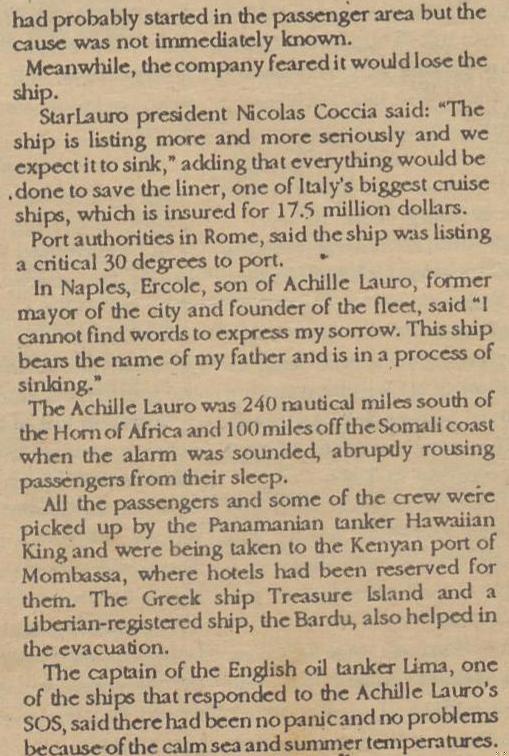 had probably started in the passenger area but the
cause was not immediately known.
Meanwhile, the company feared it would lose the
ship.
StarLauro president Nicolas Coccia said: "The
ship is listing more and more seriously and we
expect it to sink," adding that everything would be
done to save the liner, one of Italy's biggest cruise
ships, which is insured for 17.5 million dollars.
Port authorities in Rome, said the ship was listing
a critical 30 degrees to port.
In Naples, Ercole, son of Achille Lauro, former
mayor of the city and founder of the fleet, said "I
cannot find words to express my sorrow. This ship
bears the name of my father and is in a process of
sinking."
The Achille Lauro was 240 nautical miles south of
the Horn of Africa and 100 miles off the Somali coast
when the alarm was sounded, abruptly rousing
passengers from their sleep.
All the passengers and some of the crew were
picked up by the Panamanian tanker Hawaiian
King and were being taken to the Kenyan port of
Mombassa, where hotels had been reserved for
them. The Greek ship Treasure Island and a
Liberian-registered ship, the Bardu, also helped in
the evacuation.
The captain of the English oil tanker Lima, one
of the ships that responded to the Achille Lauro's
SOS, said there had been no panic and no problems
because of the calm sea and summer temperatures.